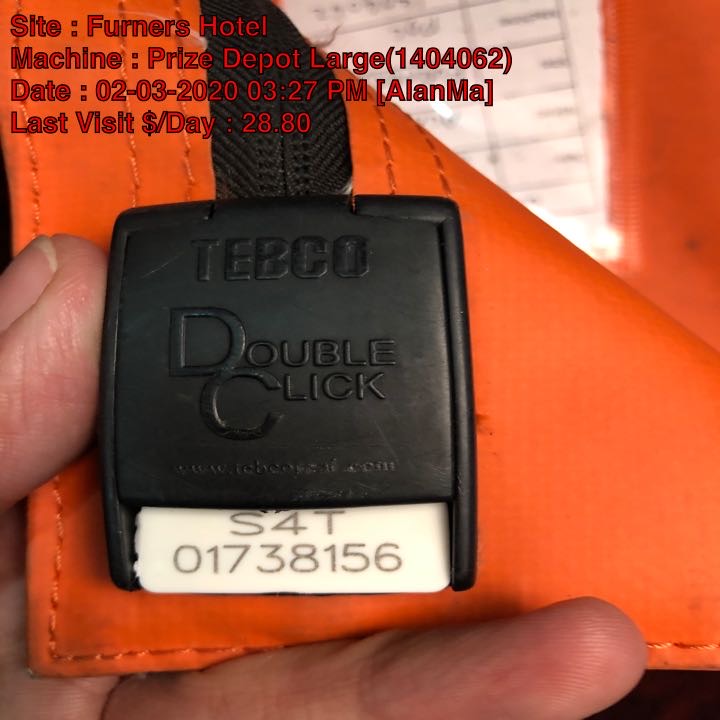 Site : Furners Hotel
Machine : Prize Depot Large(1404062)
Date : 02-03-2020 03:27 PM [AlanMa]
Last Visit $/Day : 28.80
TEBCO
DOUBLE
CLICK
S4T
01738156